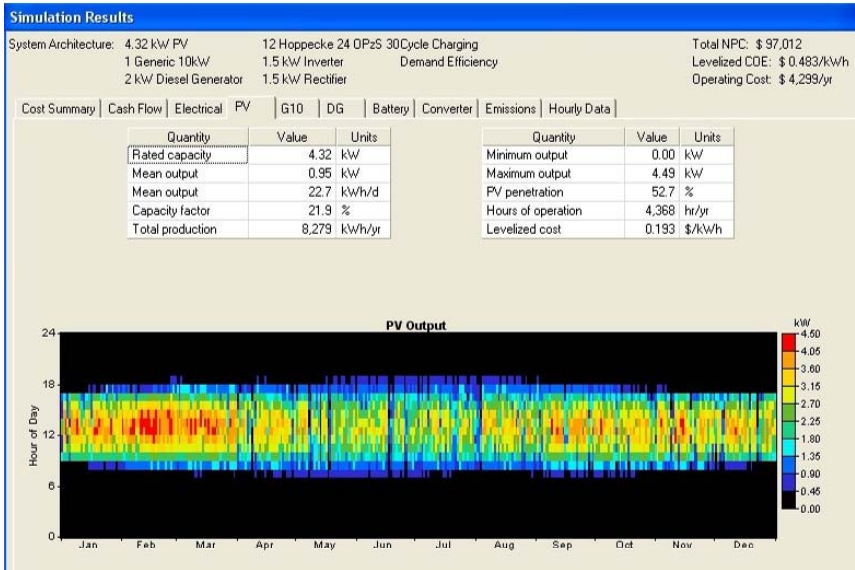 Simulation Results
System Architecture: 4.32 kW PV 12 Hoppecke 24 OPzS 30Cycle Charging Total NPC: $ 97,012
1 Generic 10kW 1.5 kW Inverter Demand Efficiency Levelized COE: $ 0.483/kWh
2 kW Diesel Generator 1.5 kW Rectifier Operating Cost: $ 4,299/yr
Cost Summary Cash Flow Electrical PV G10 DG Battery Converter Emissions Hourly Data
Quantity Value Units Quantity Value Units
Rated capacity 4.32 kW Minimum output 0.00 kW
Mean output 0.95 kW Maximum output 4.49 kW
Mean output 22.7 kWh/d PV penetration 52.7 %
Capacity factor 21.9 % Hours of operation 4,368 hr/yr
Total production 8,279 kWh/yr Levelized cost 0.193 $/kWh
PV Output
kW
24
18
12
6
0
Hour of Day
4.50
4.05
3.60
3.15
2.70
2.25
1.80
1.35
0.90
0.45
0.00
Jan Feb Mar Apr May Jun Jul Aug Sep Oct Nov Dec